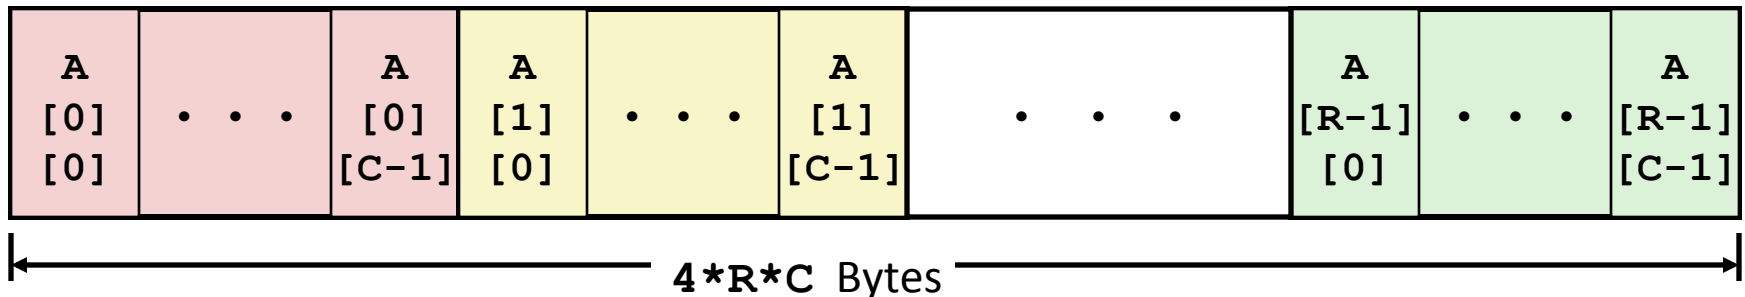 A A A A A A
[0] • • • [0] [1] • • • [1] • • • [R-1] • • • [R-1]
[0] [C-1] [0] [C-1] [0] [C-1]
4*R*C Bytes